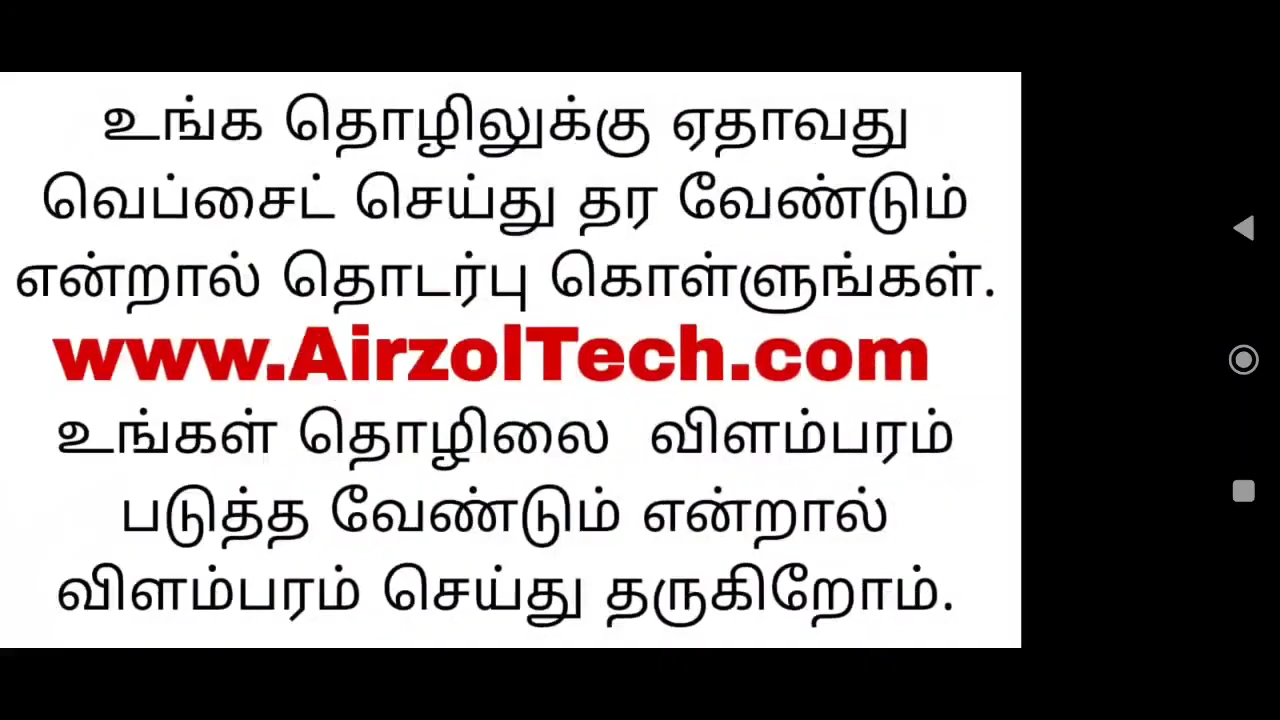 உங்க தொழிலுக்கு ஏதாவது
வெப்சைட் செய்து தர வேண்டும்
என்றால் தொடர்பு கொள்ளுங்கள்.
www.AirzolTech.com
உங்கள் தொழிலை விளம்பரம்
படுத்த வேண்டும் என்றால்
விளம்பரம் செய்து தருகிறோம்.